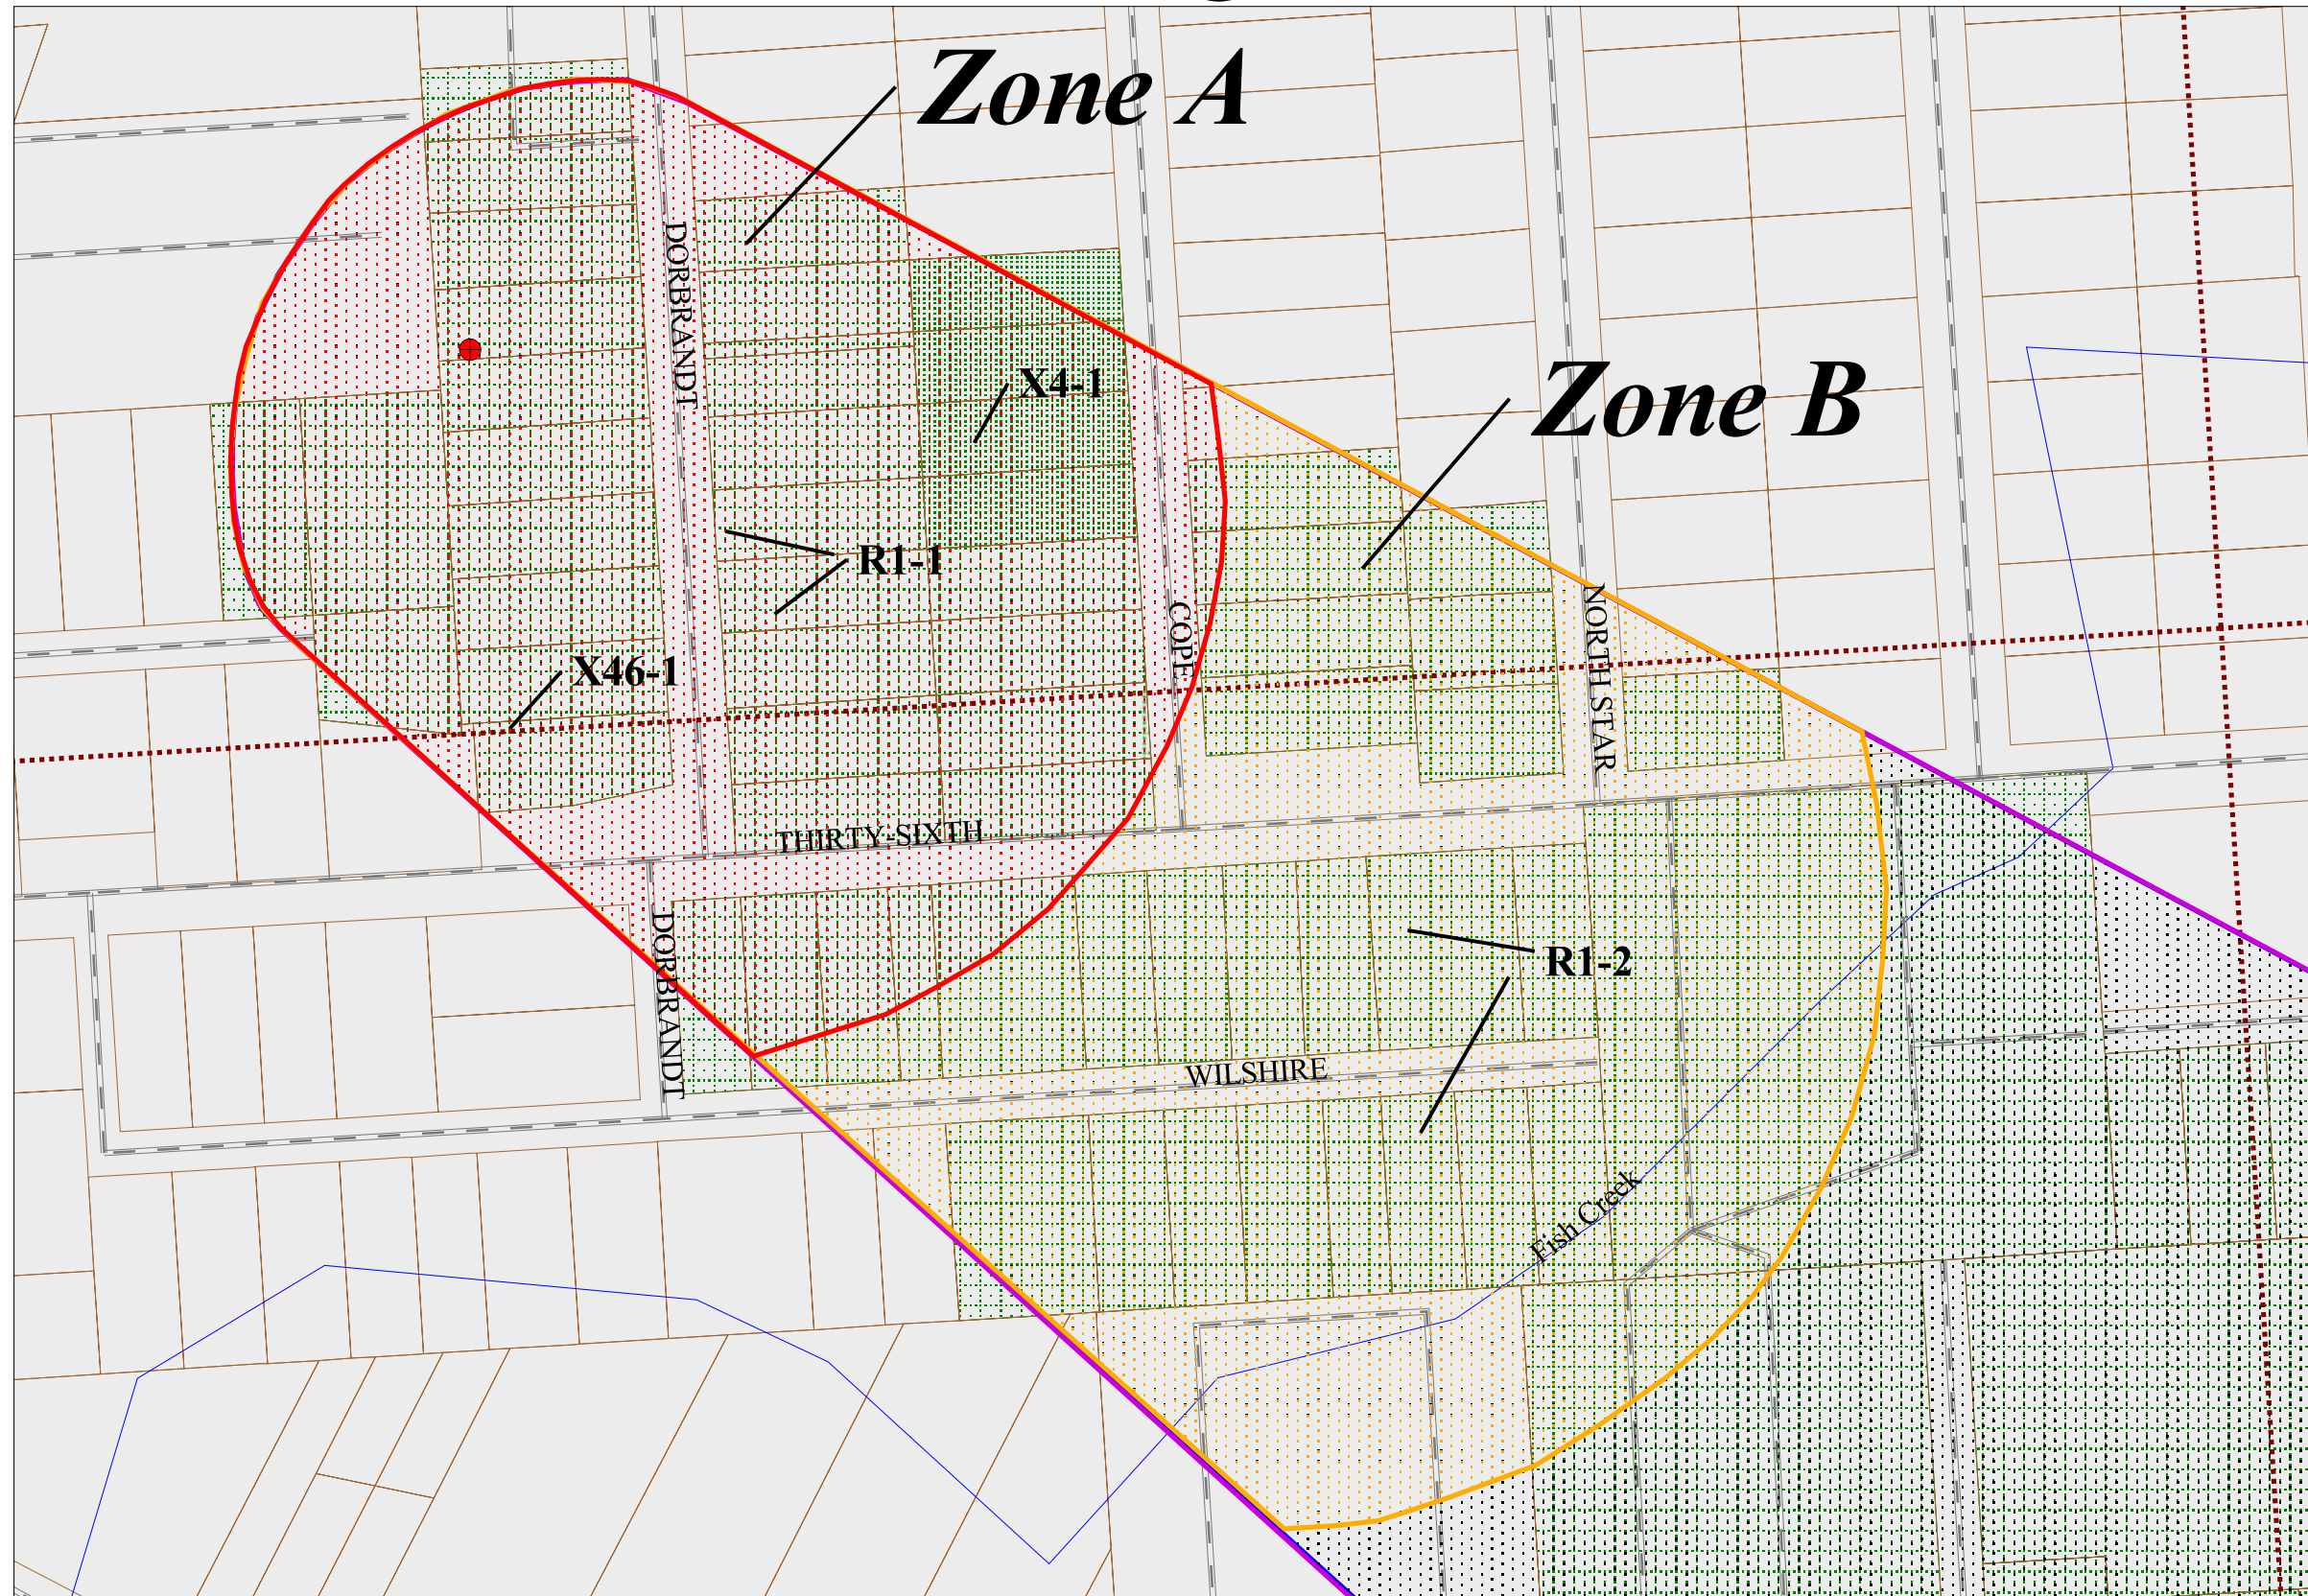 Zone A
DORBRANDT
X4-1
Zone B
R1-1
COPE
NORTH STAR
X46-1
THIRTY-SIXTH
DORBRANDT
R1-2
WILSHIRE
Fish Creek